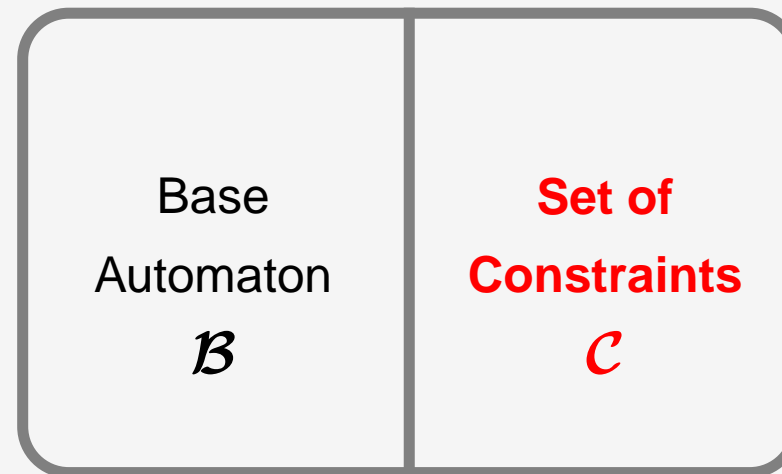 Base
Automaton
ℬ
Set of
Constraints
𝒞